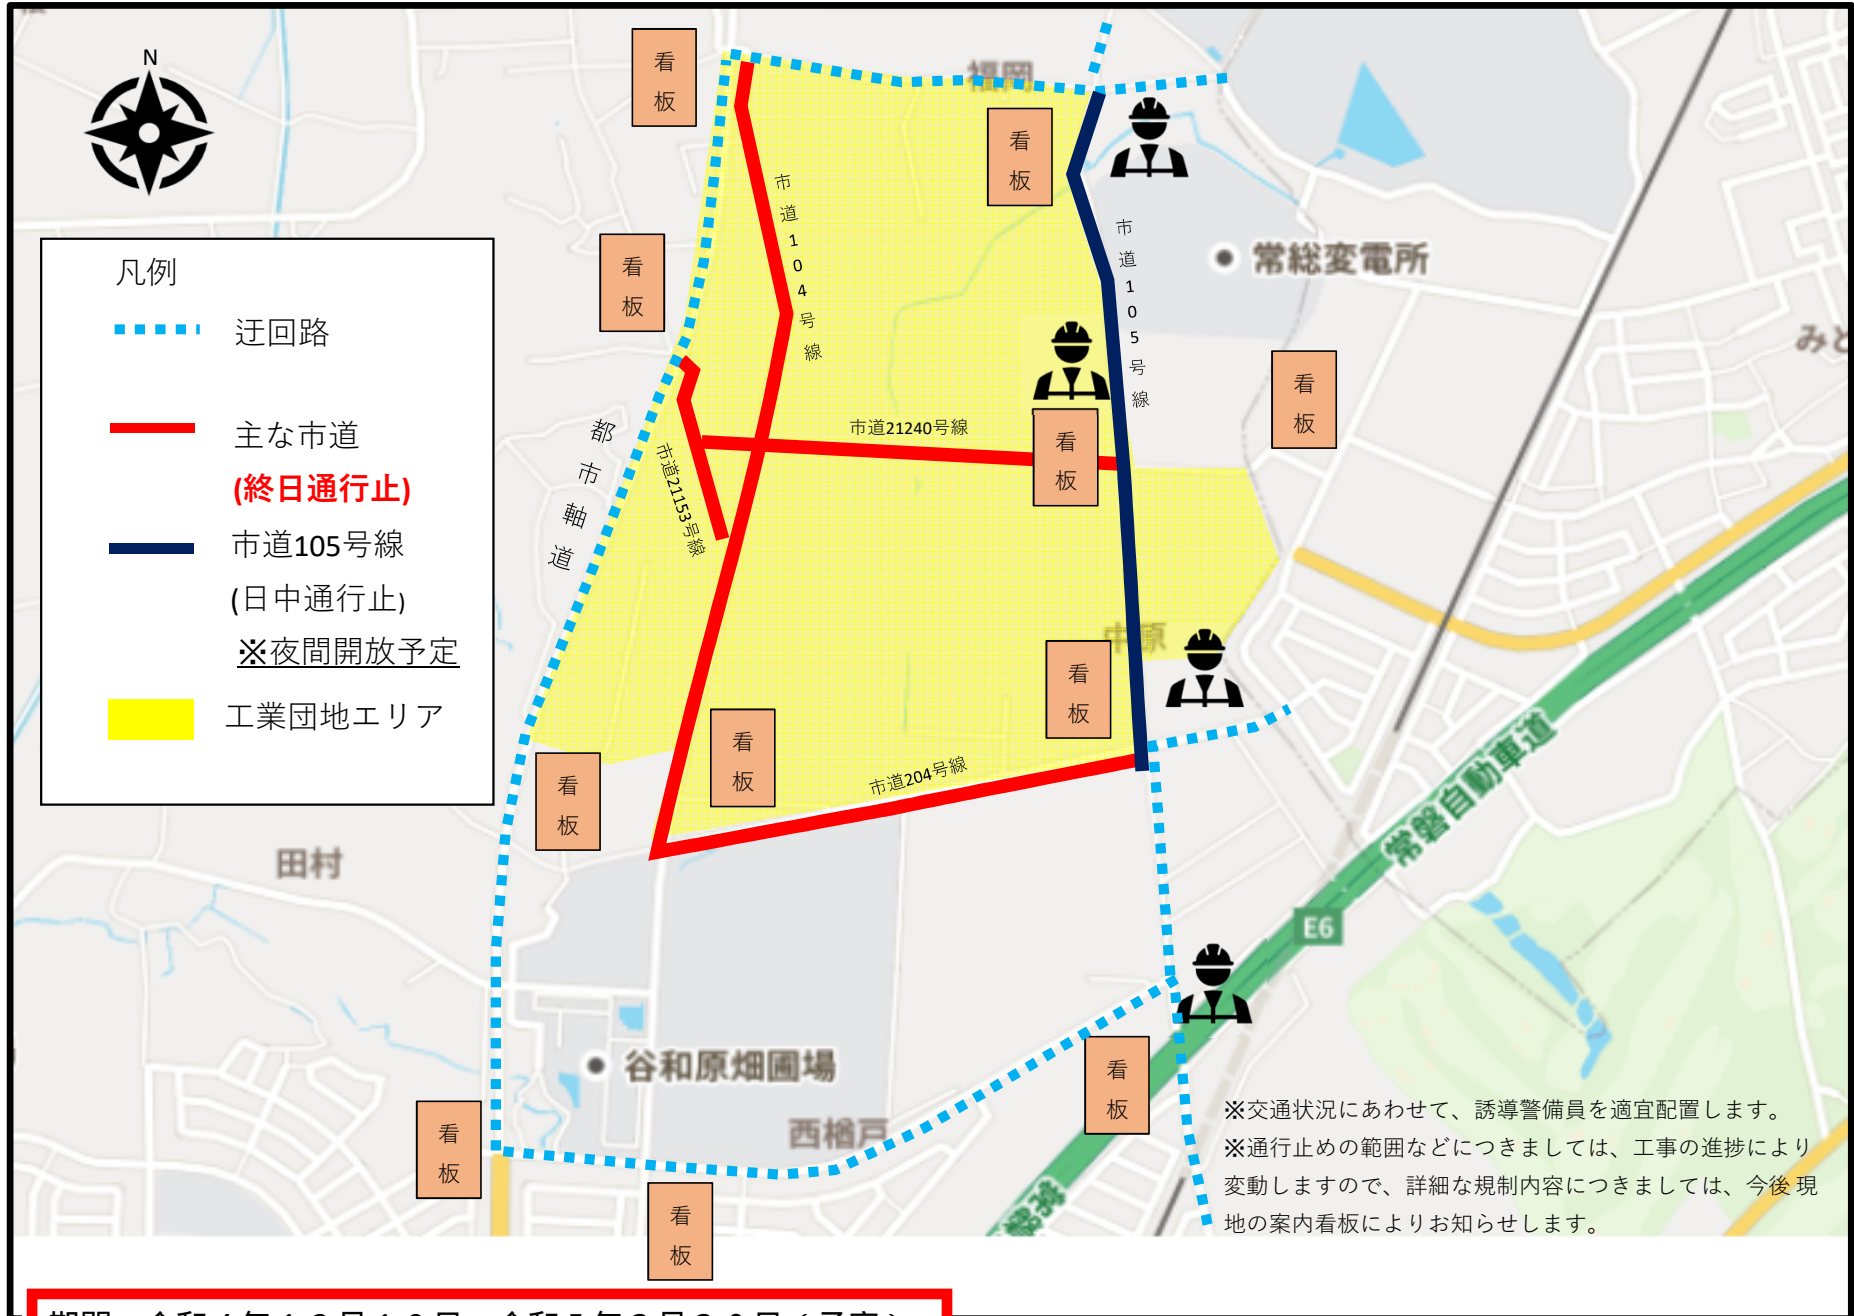 N
凡例
迂回路
主な市道
(終日通行止)
市道105号線
(日中通行止)
※夜間開放予定
工業団地エリア
看板
看板
看板
看板
看板
看板
看板
看板
看板
看板
看板
福岡
市道104号線
市道105号線
常総変電所
みど
都市軸道
市道21240号線
市道21153号線
中原
市道204号線
田村
常磐自動車道
E6
谷和原畑圃場
西楢戸
常磐
※交通状況にあわせて、誘導警備員を適宜配置します。
※通行止めの範囲などにつきましては、工事の進捗により
変動しますので、詳細な規制内容につきましては、今後 現
地の案内看板によりお知らせします。